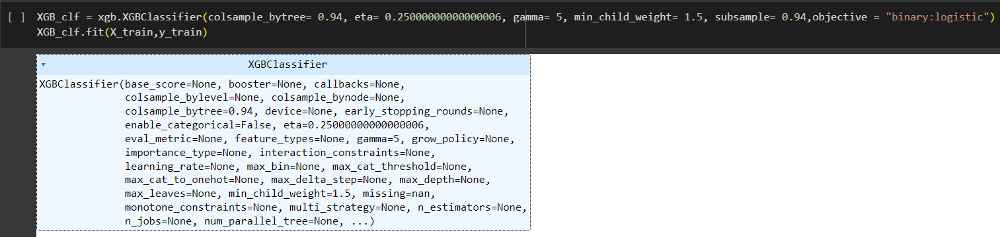 [ ] XGB_clf = xgb.XGBClassifier(colsample_bytree= 0.94, eta= 0.25000000000000006, gamma= 5, min_child_weight= 1.5, subsample= 0.94,objective = "binary:logistic")
XGB_clf.fit(X_train,y_train)
XGBClassifier
XGBClassifier(base_score=None, booster=None, callbacks=None,
colsample_bylevel=None, colsample_bynode=None,
colsample_bytree=0.94, device=None, early_stopping_rounds=None,
enable_categorical=False, eta=0.25000000000000006,
eval_metric=None, feature_types=None, gamma=5, grow_policy=None,
importance_type=None, interaction_constraints=None,
learning_rate=None, max_bin=None, max_cat_threshold=None,
max_cat_to_onehot=None, max_delta_step=None, max_depth=None,
max_leaves=None, min_child_weight=1.5, missing=nan,
monotone_constraints=None, multi_strategy=None, n_estimators=None,
n_jobs=None, num_parallel_tree=None, ...)